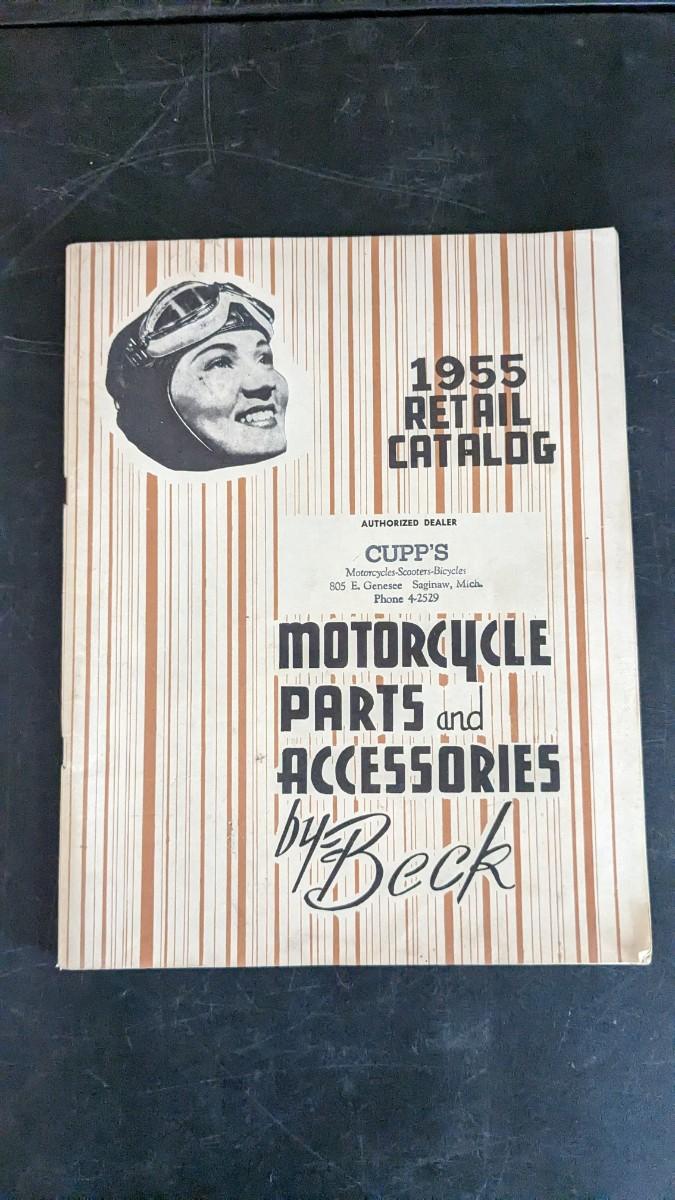 1955
RETAIL
CATALOG
AUTHORIZED DEALER
CUPP'S
Motorcycles-Scooters-Bicycles
805 E. Genesee Saginaw, Mich.
Phone 4-2529
MOTORCYCLE
PARTS and
ACCESSORIES
by Beck